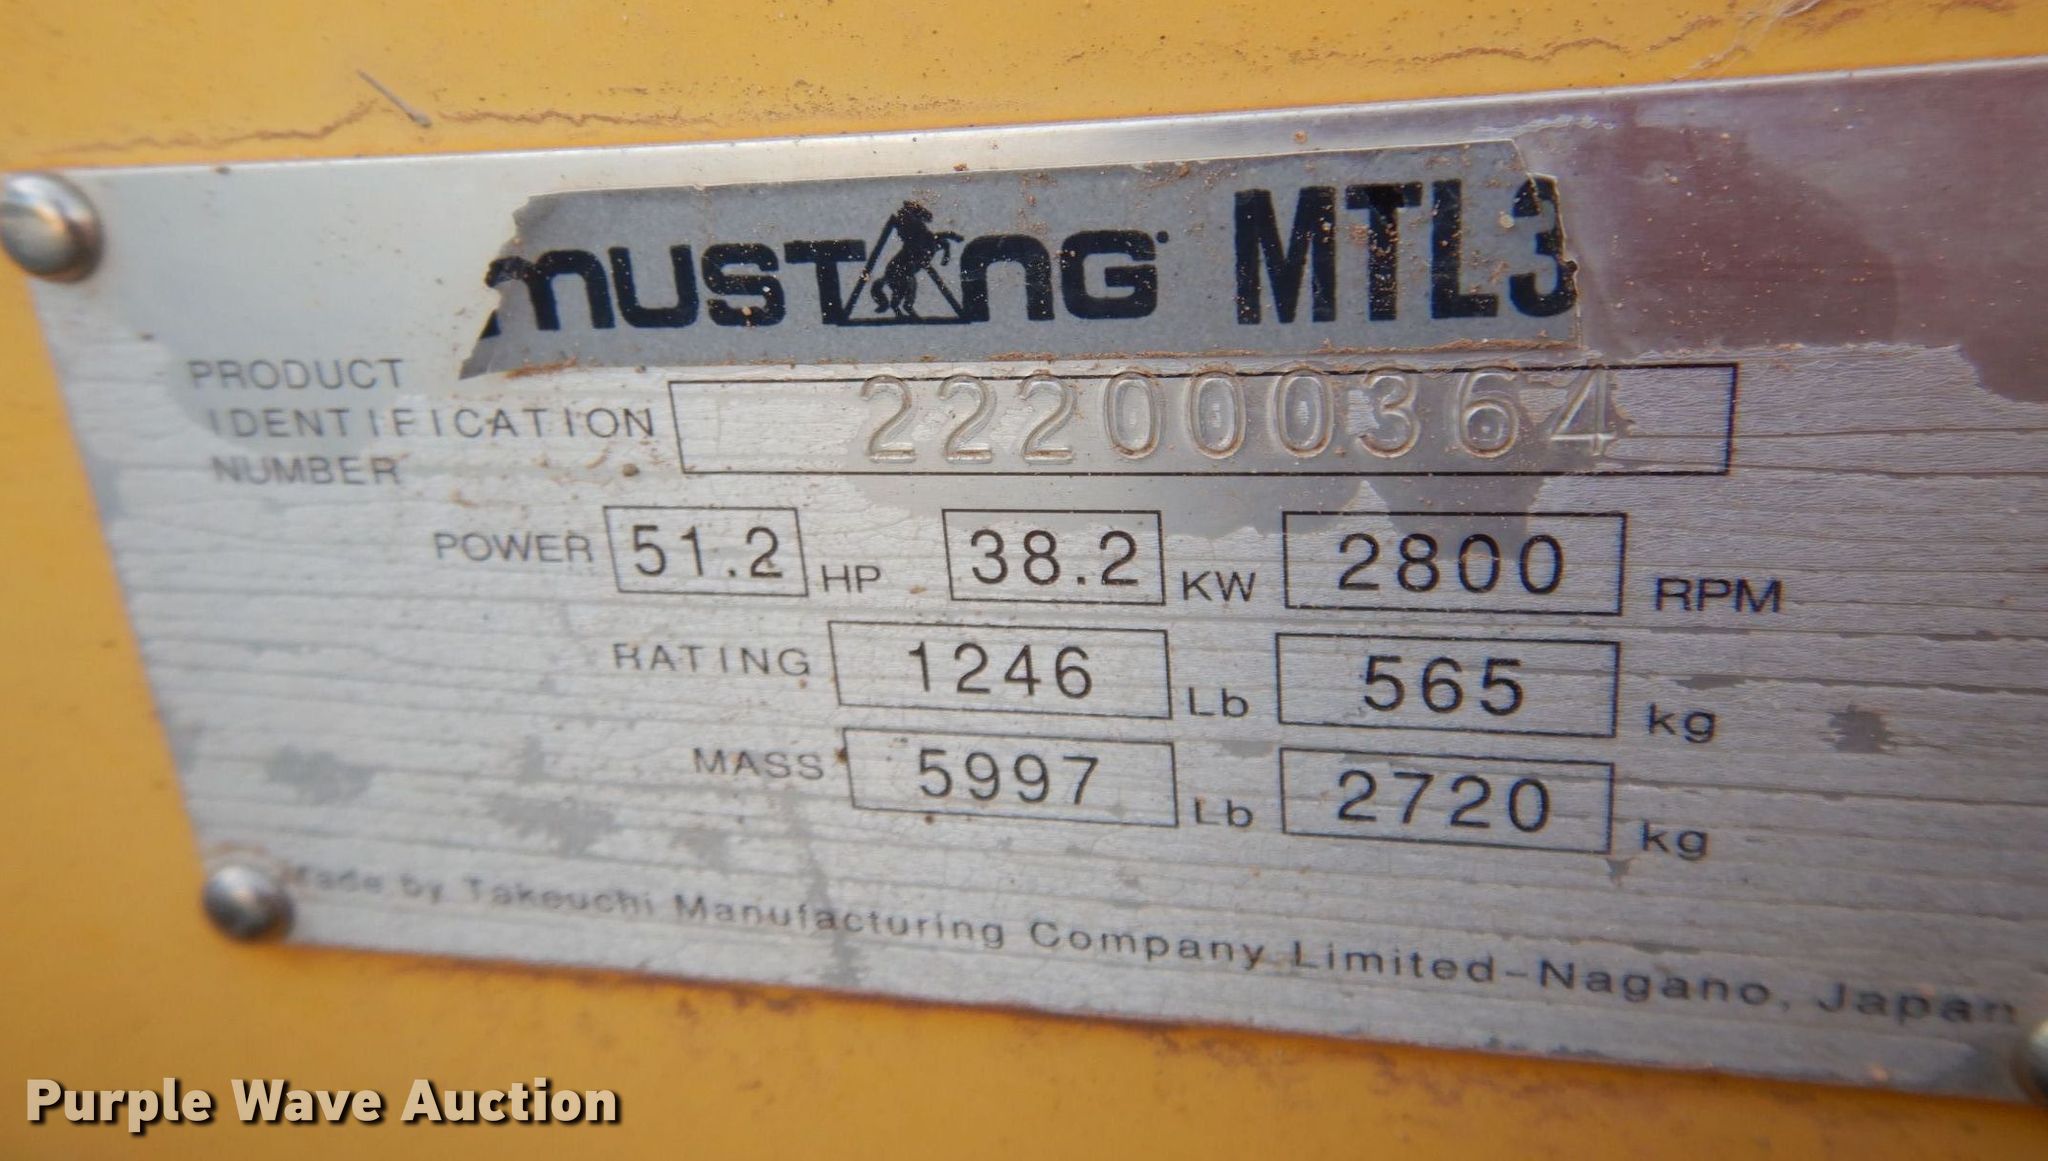 MUSTANG MTL3
PRODUCT
IDENTIFICATION
NUMBER
222000364
POWER 51.2 HP 38.2 KW 2800 RPM
RATING 1246 Lb 565 kg
MASS 5997 Lb 2720 kg
Made by Takeuchi Manufacturing Company Limited-Nagano, Japan
Purple Wave Auction